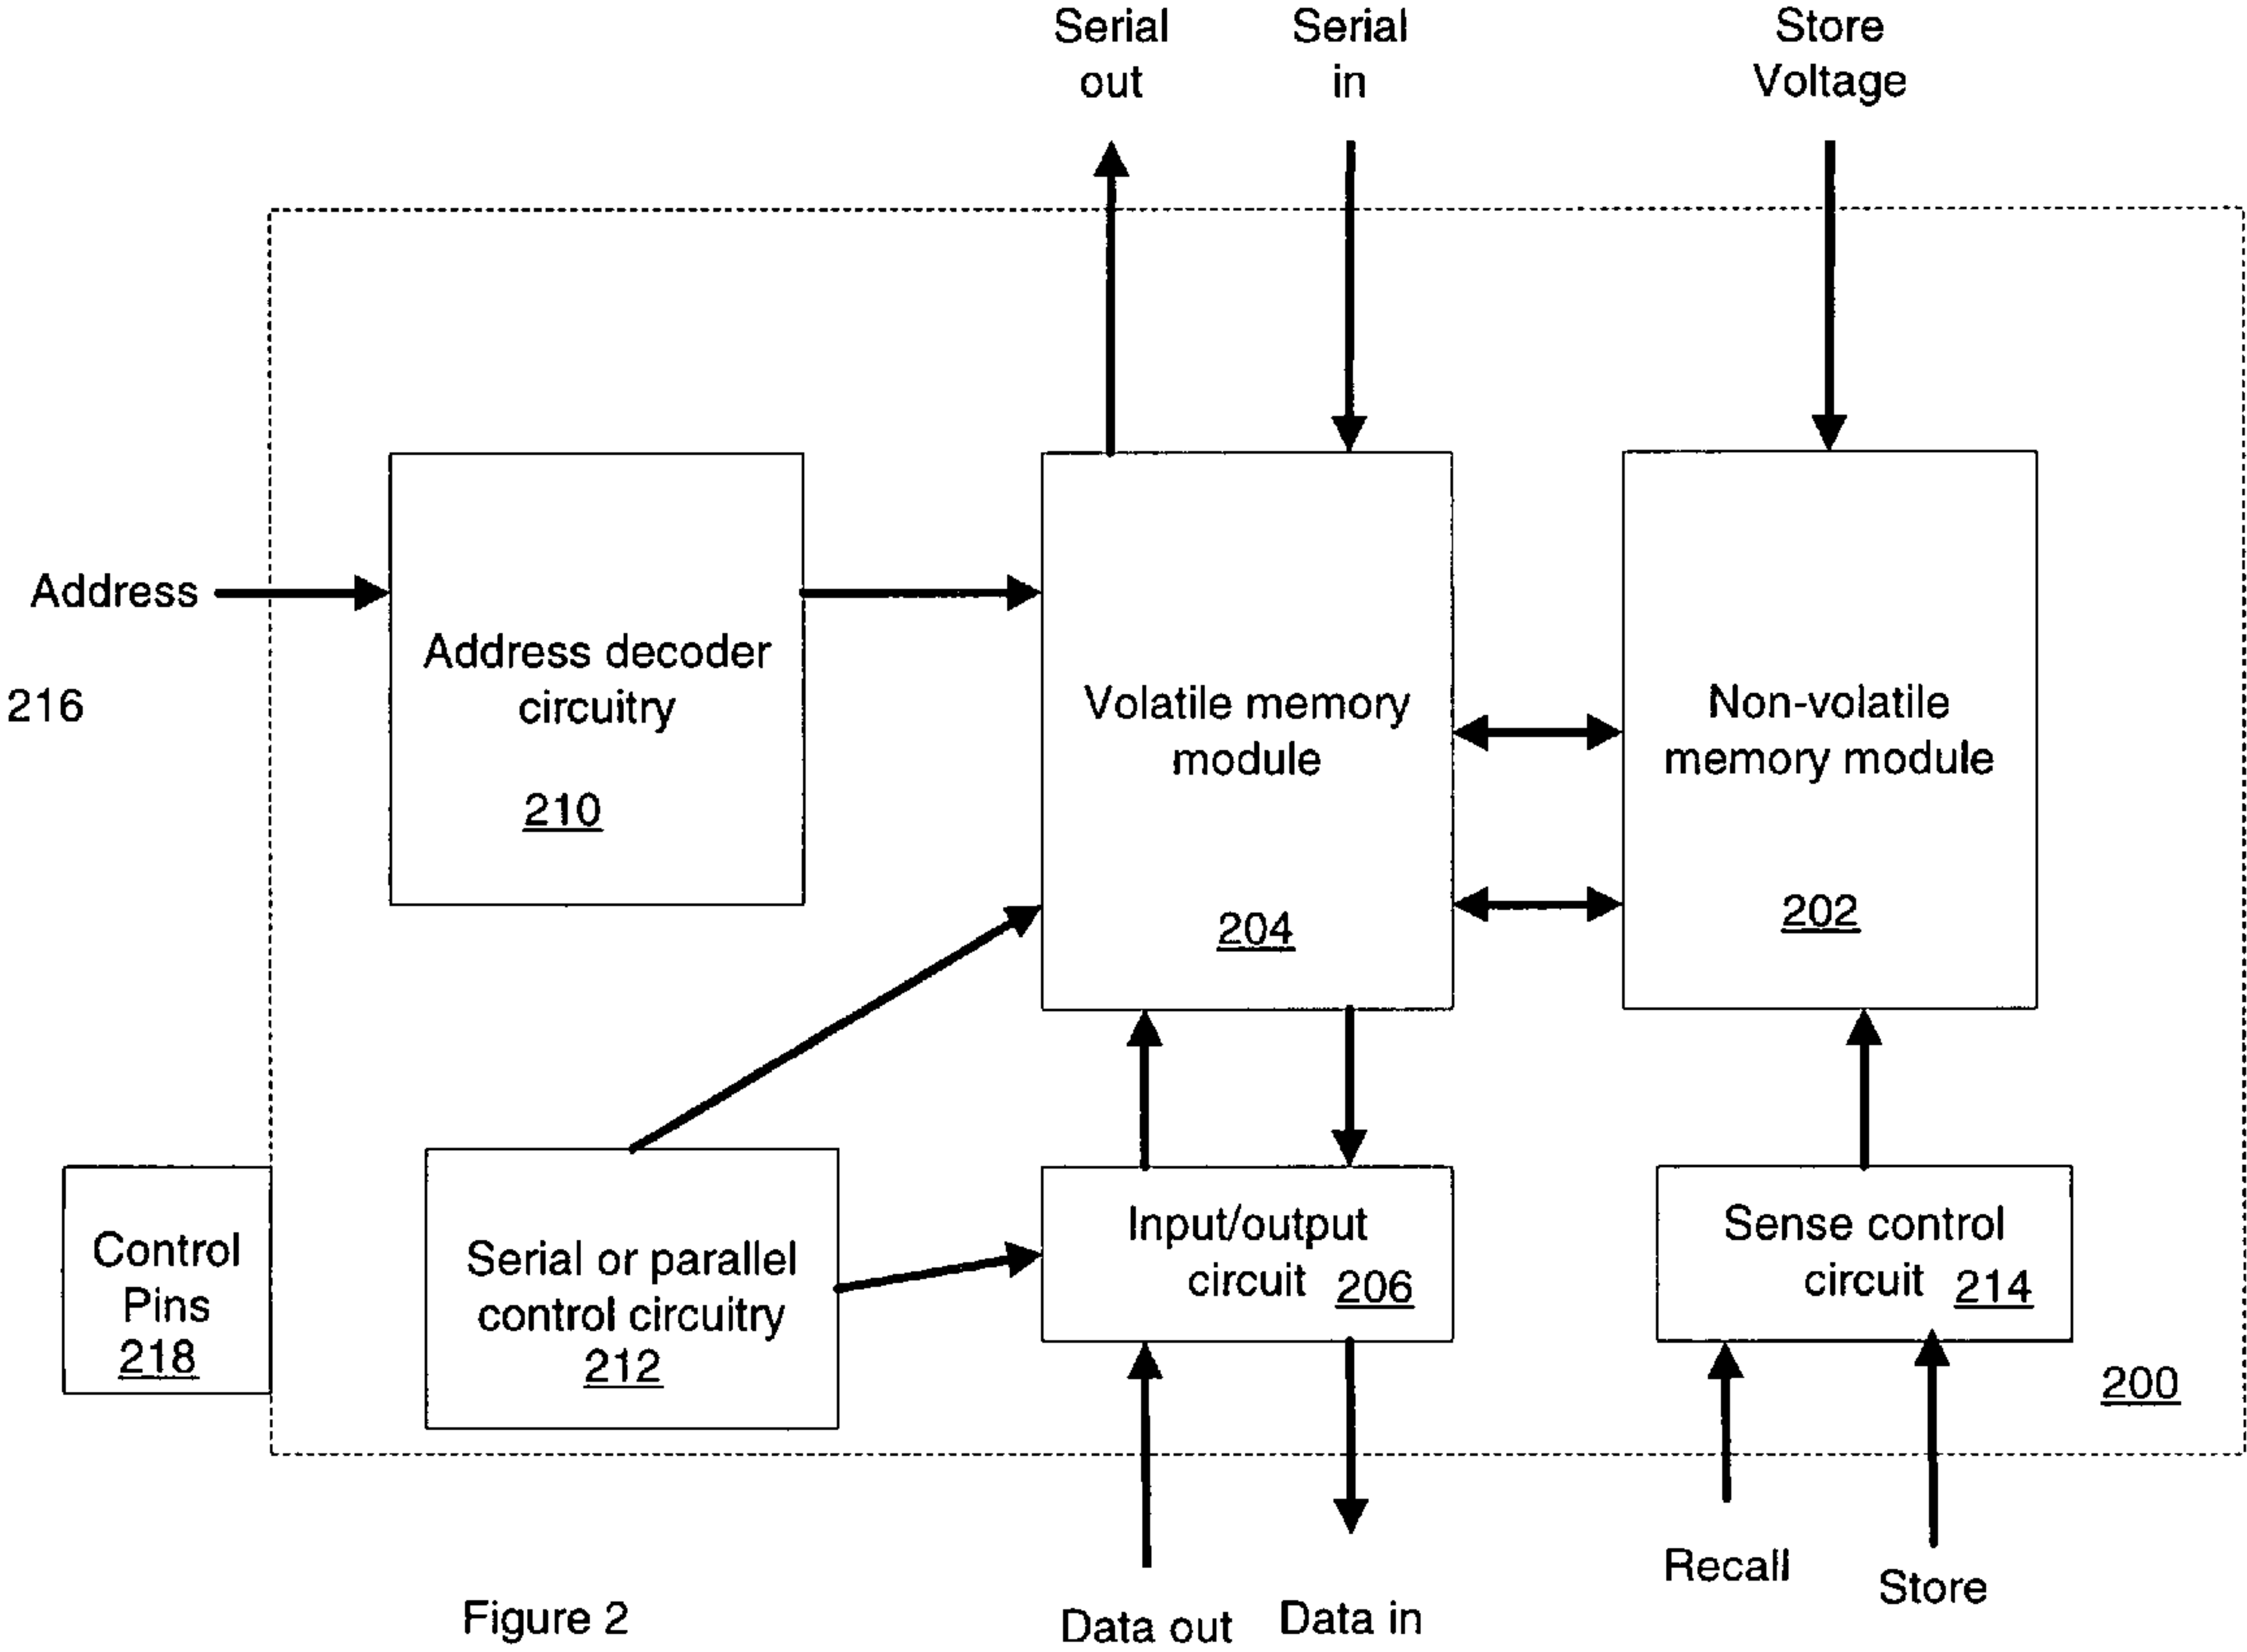 Serial
out
Serial
in
Store
Voltage
Address
216
Address decoder
circuitry
210
Volatile memory
module
204
Non-volatile
memory module
202
Control
Pins
218
Serial or parallel
control circuitry
212
Input/output
circuit 206
Sense control
circuit 214
200
Recall
Store
Data out
Data in
Figure 2